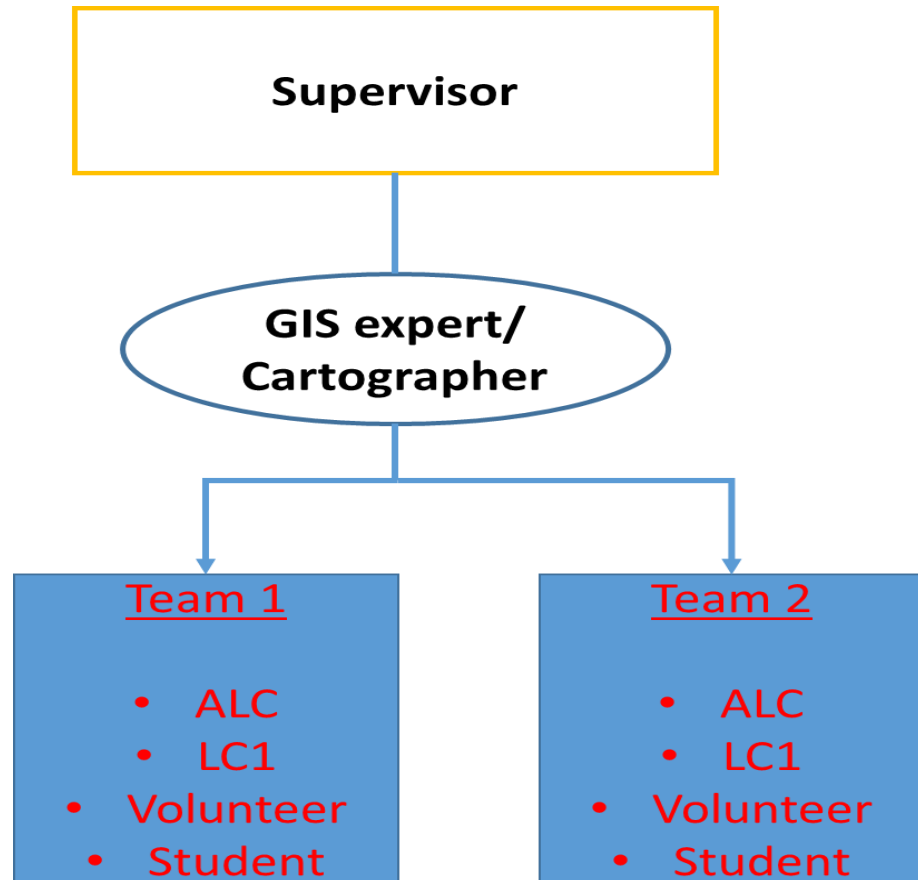 Supervisor
GIS expert/
Cartographer
Team 1
• ALC
• LC1
• Volunteer
• Student
Team 2
• ALC
• LC1
• Volunteer
• Student